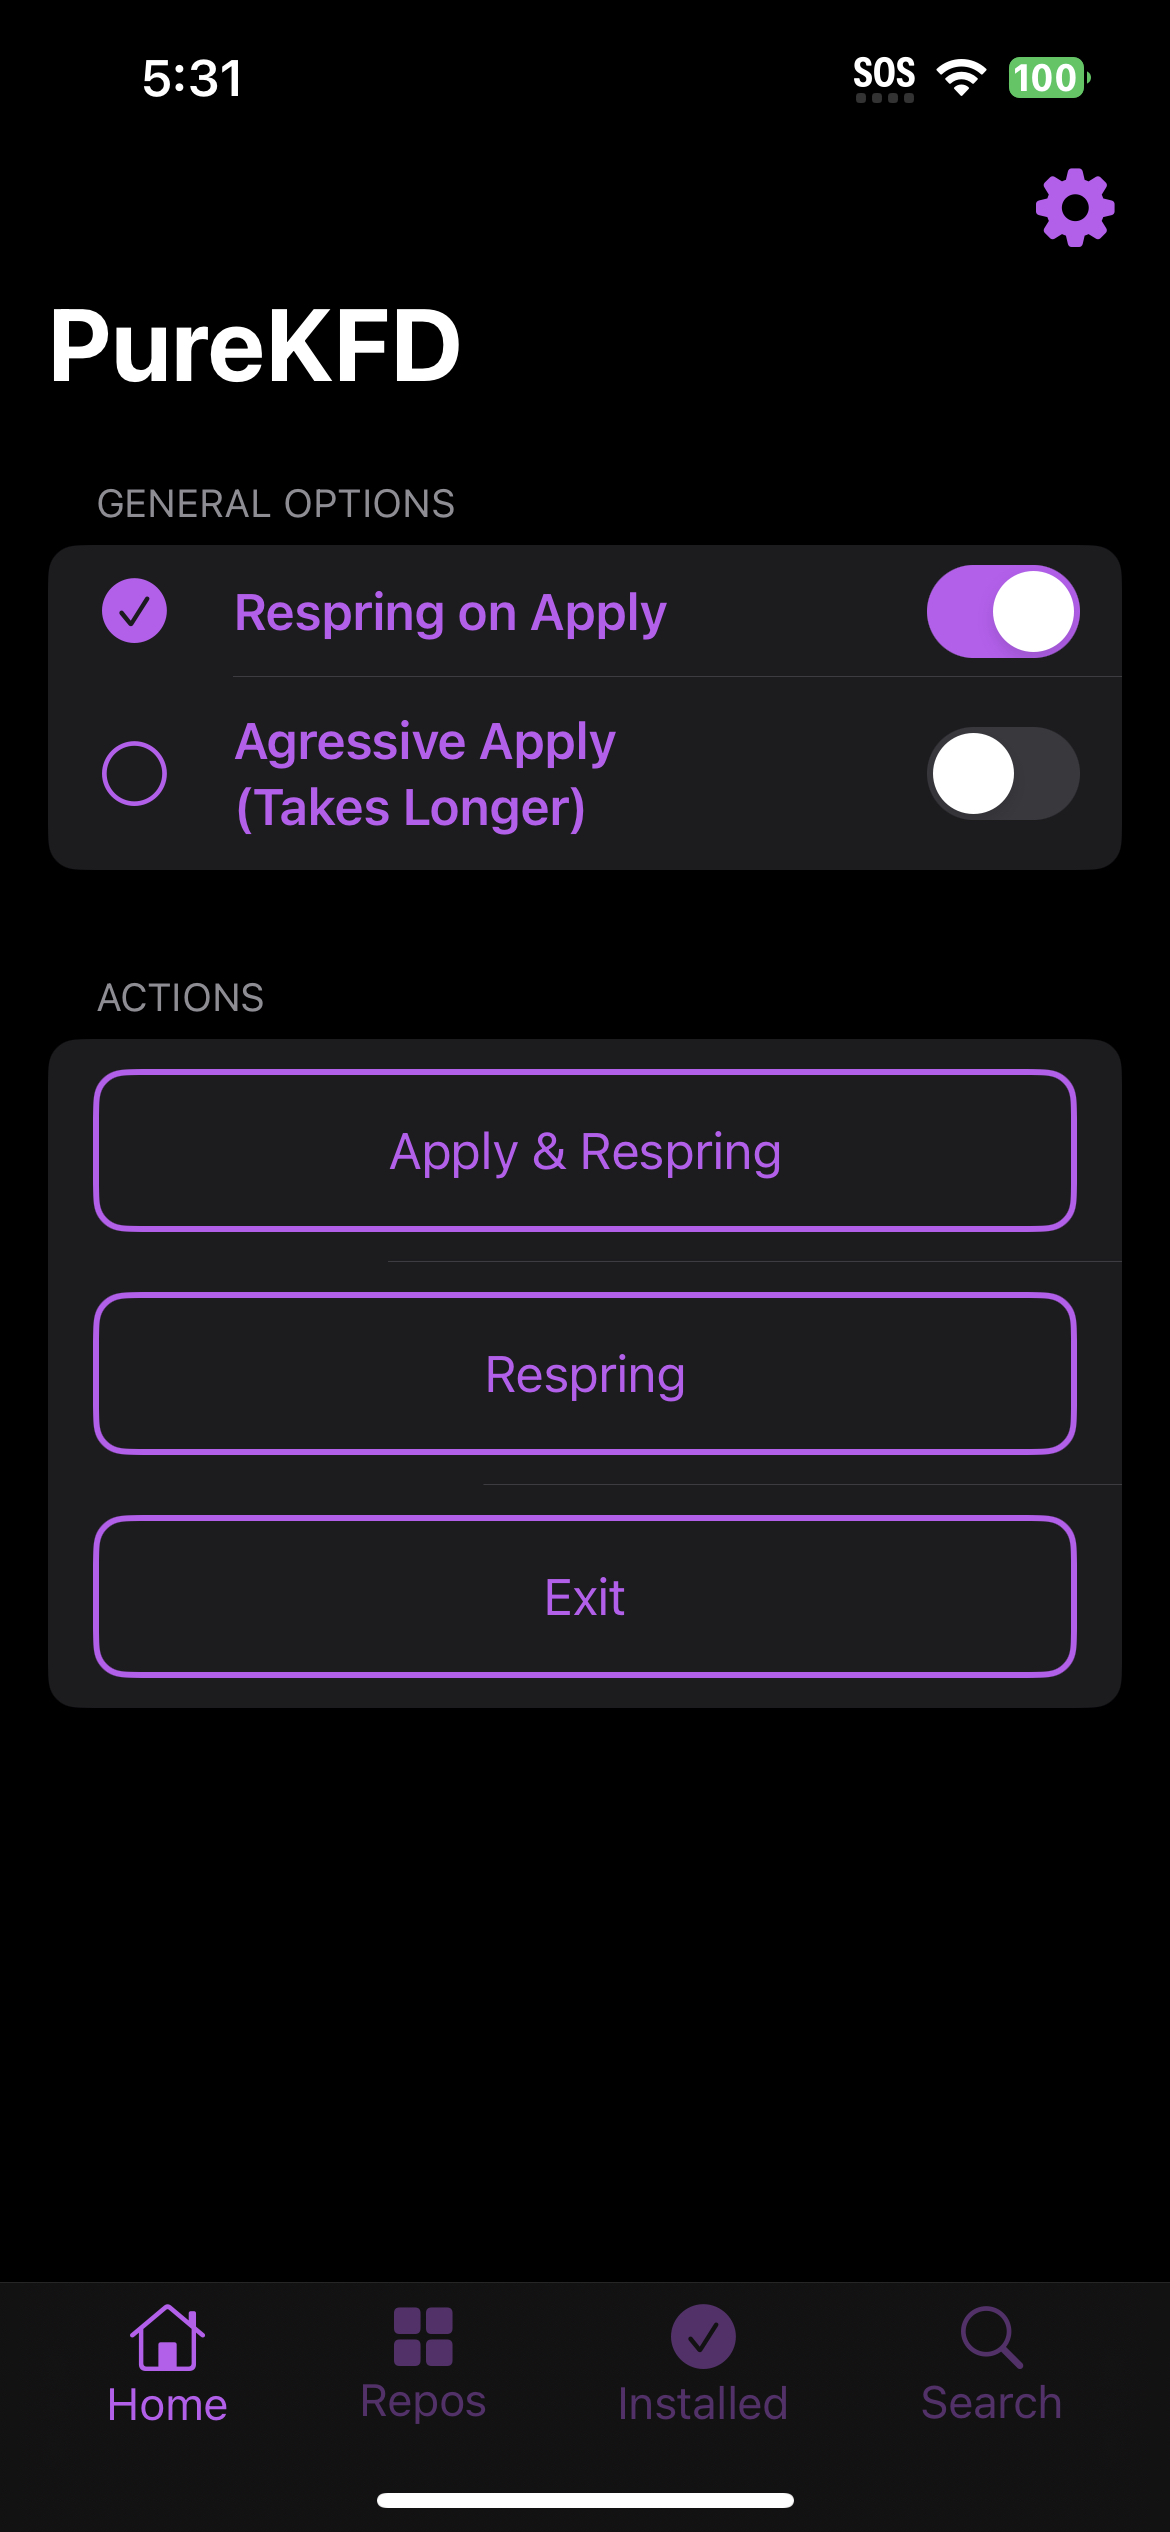 5:31
SOS
100
PureKFD
GENERAL OPTIONS
Respring on Apply
Agressive Apply
(Takes Longer)
ACTIONS
Apply & Respring
Respring
Exit
Home
Repos
Installed
Search